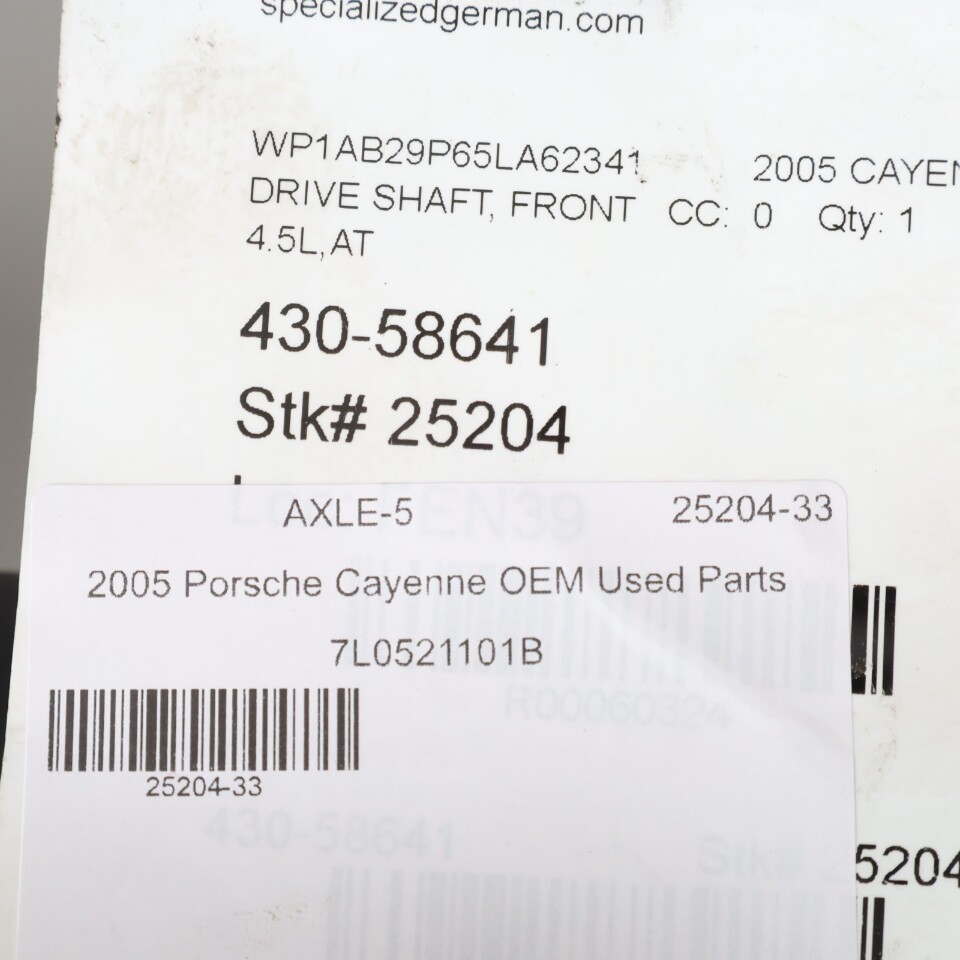 specializedgerman.com
WP1AB29P65LA62341 2005 CAYEN
DRIVE SHAFT, FRONT CC: 0 Qty: 1
4.5L,AT
430-58641
Stk# 25204
AXLE-5 25204-33
2005 Porsche Cayenne OEM Used Parts
7L0521101B
R00060324
25204-33
430-58641 Stk# 25204